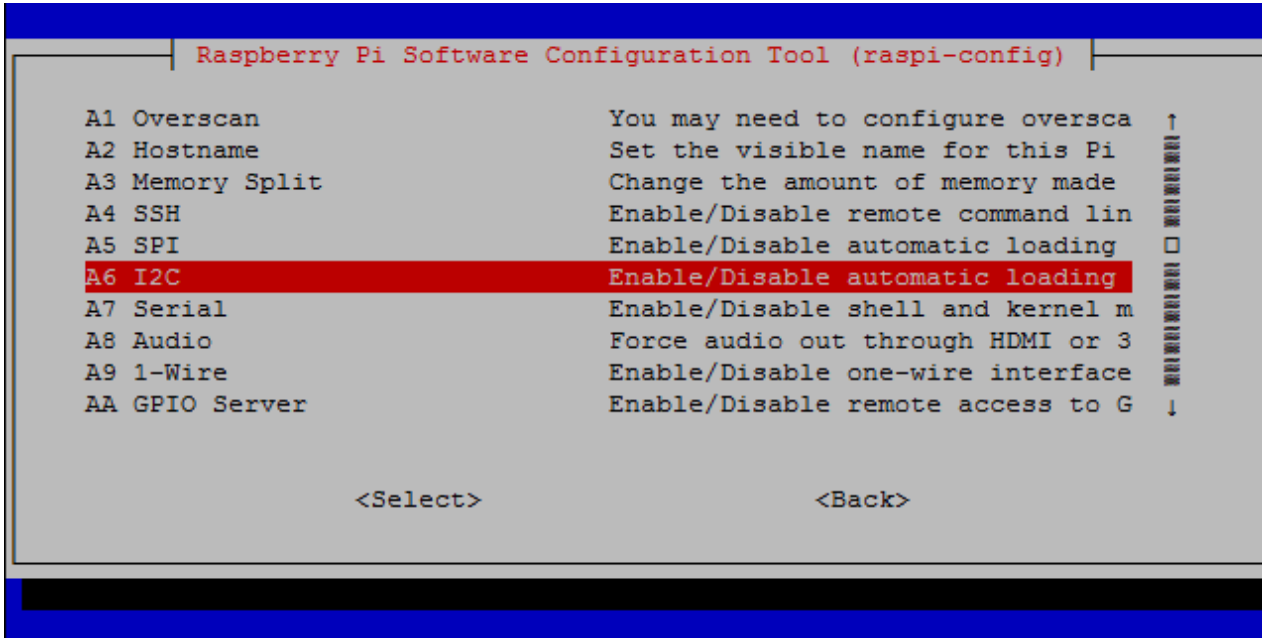 Raspberry Pi Software Configuration Tool (raspi-config)
A1 Overscan You may need to configure oversca
A2 Hostname Set the visible name for this Pi
A3 Memory Split Change the amount of memory made
A4 SSH Enable/Disable remote command lin
A5 SPI Enable/Disable automatic loading
A6 I2C Enable/Disable automatic loading
A7 Serial Enable/Disable shell and kernel m
A8 Audio Force audio out through HDMI or 3
A9 1-Wire Enable/Disable one-wire interface
AA GPIO Server Enable/Disable remote access to G
<Select> <Back>